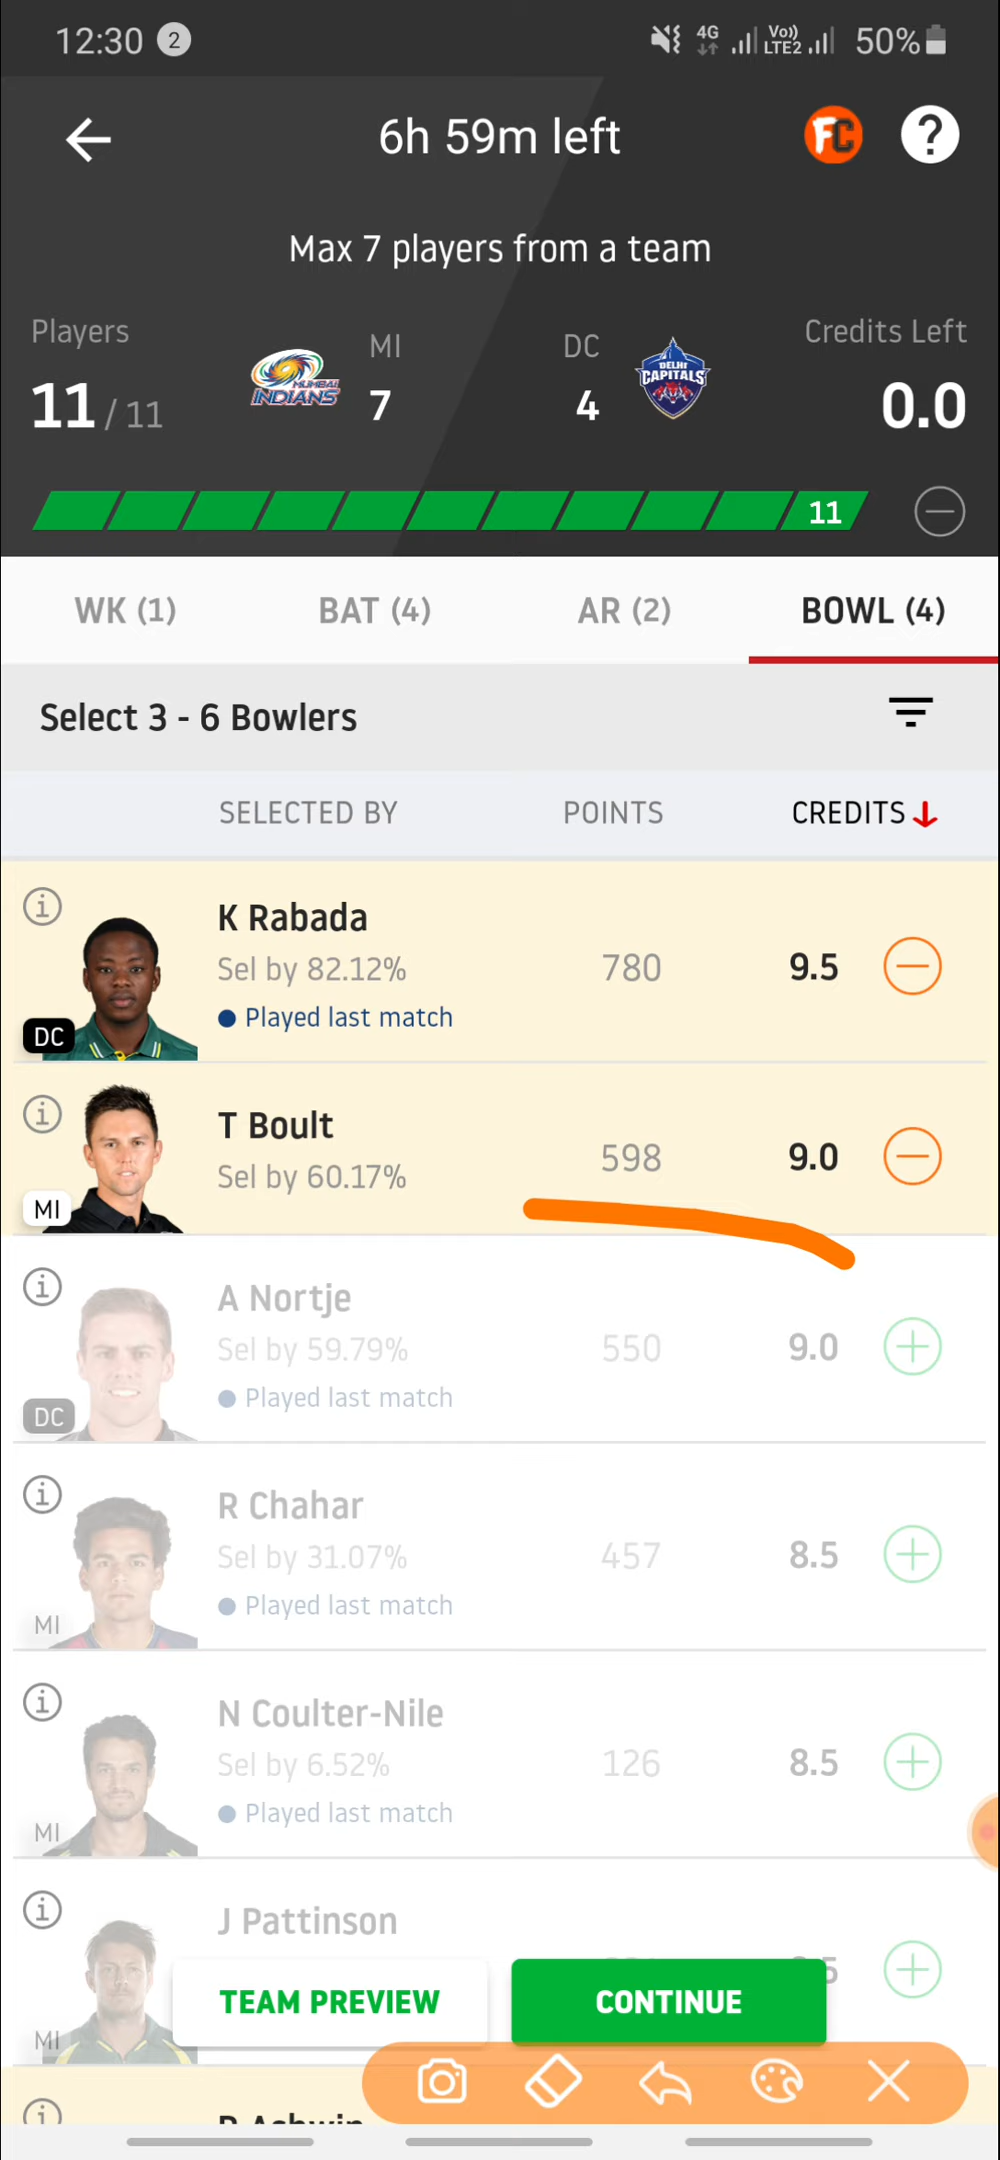 12:30 2 4G Vo)) LTE2 50%
6h 59m left FC ?
Max 7 players from a team
Players MI DC Credits Left
11 / 11 MUMBAI INDIANS 7 4 DELHI CAPITALS 0.0
11
WK (1) BAT (4) AR (2) BOWL (4)
Select 3 - 6 Bowlers
SELECTED BY POINTS CREDITS
K Rabada
Sel by 82.12% 780 9.5
Played last match
DC
T Boult
Sel by 60.17% 598 9.0
MI
A Nortje
Sel by 59.79% 550 9.0
Played last match
DC
R Chahar
Sel by 31.07% 457 8.5
Played last match
MI
N Coulter-Nile
Sel by 6.52% 126 8.5
Played last match
MI
J Pattinson
TEAM PREVIEW CONTINUE
MI